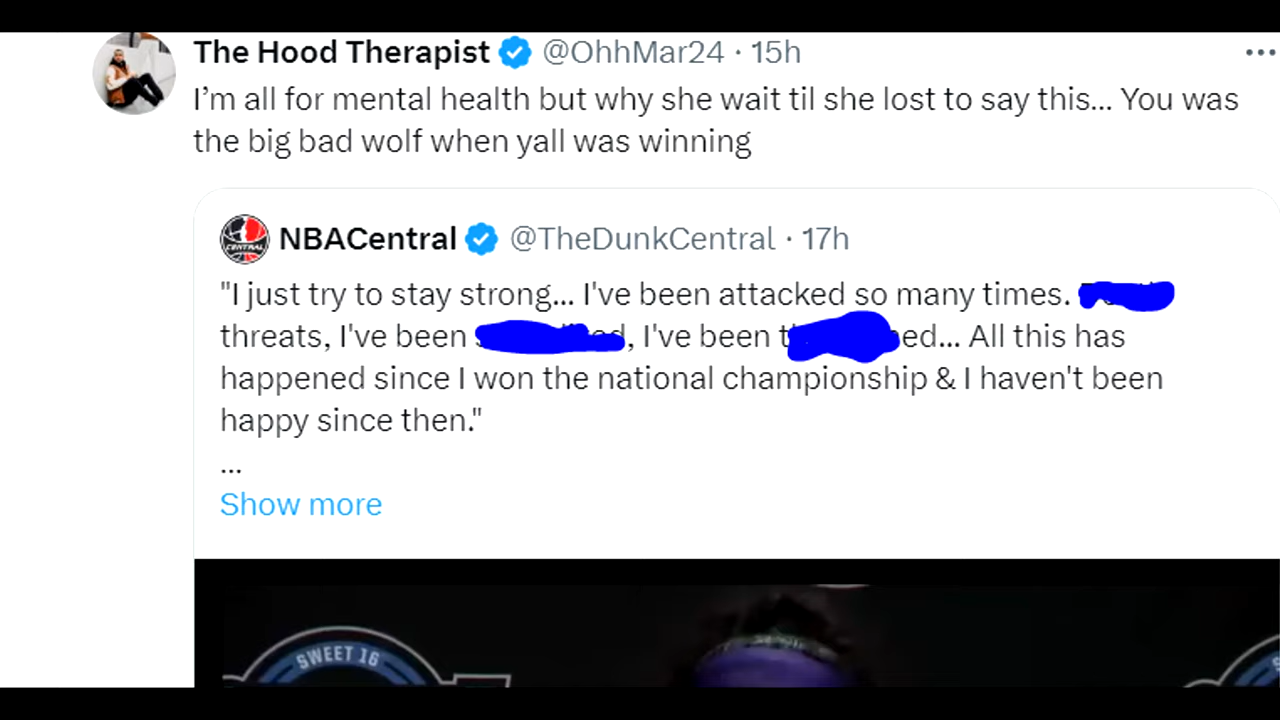 The Hood Therapist @OhhMar24 · 15h
I’m all for mental health but why she wait til she lost to say this... You was
the big bad wolf when yall was winning
CENTRAL
NBACentral @TheDunkCentral · 17h
"I just try to stay strong... I've been attacked so many times.
threats, I've been , I've been ... All this has
happened since I won the national championship & I haven't been
happy since then."
...
Show more
SWEET 16